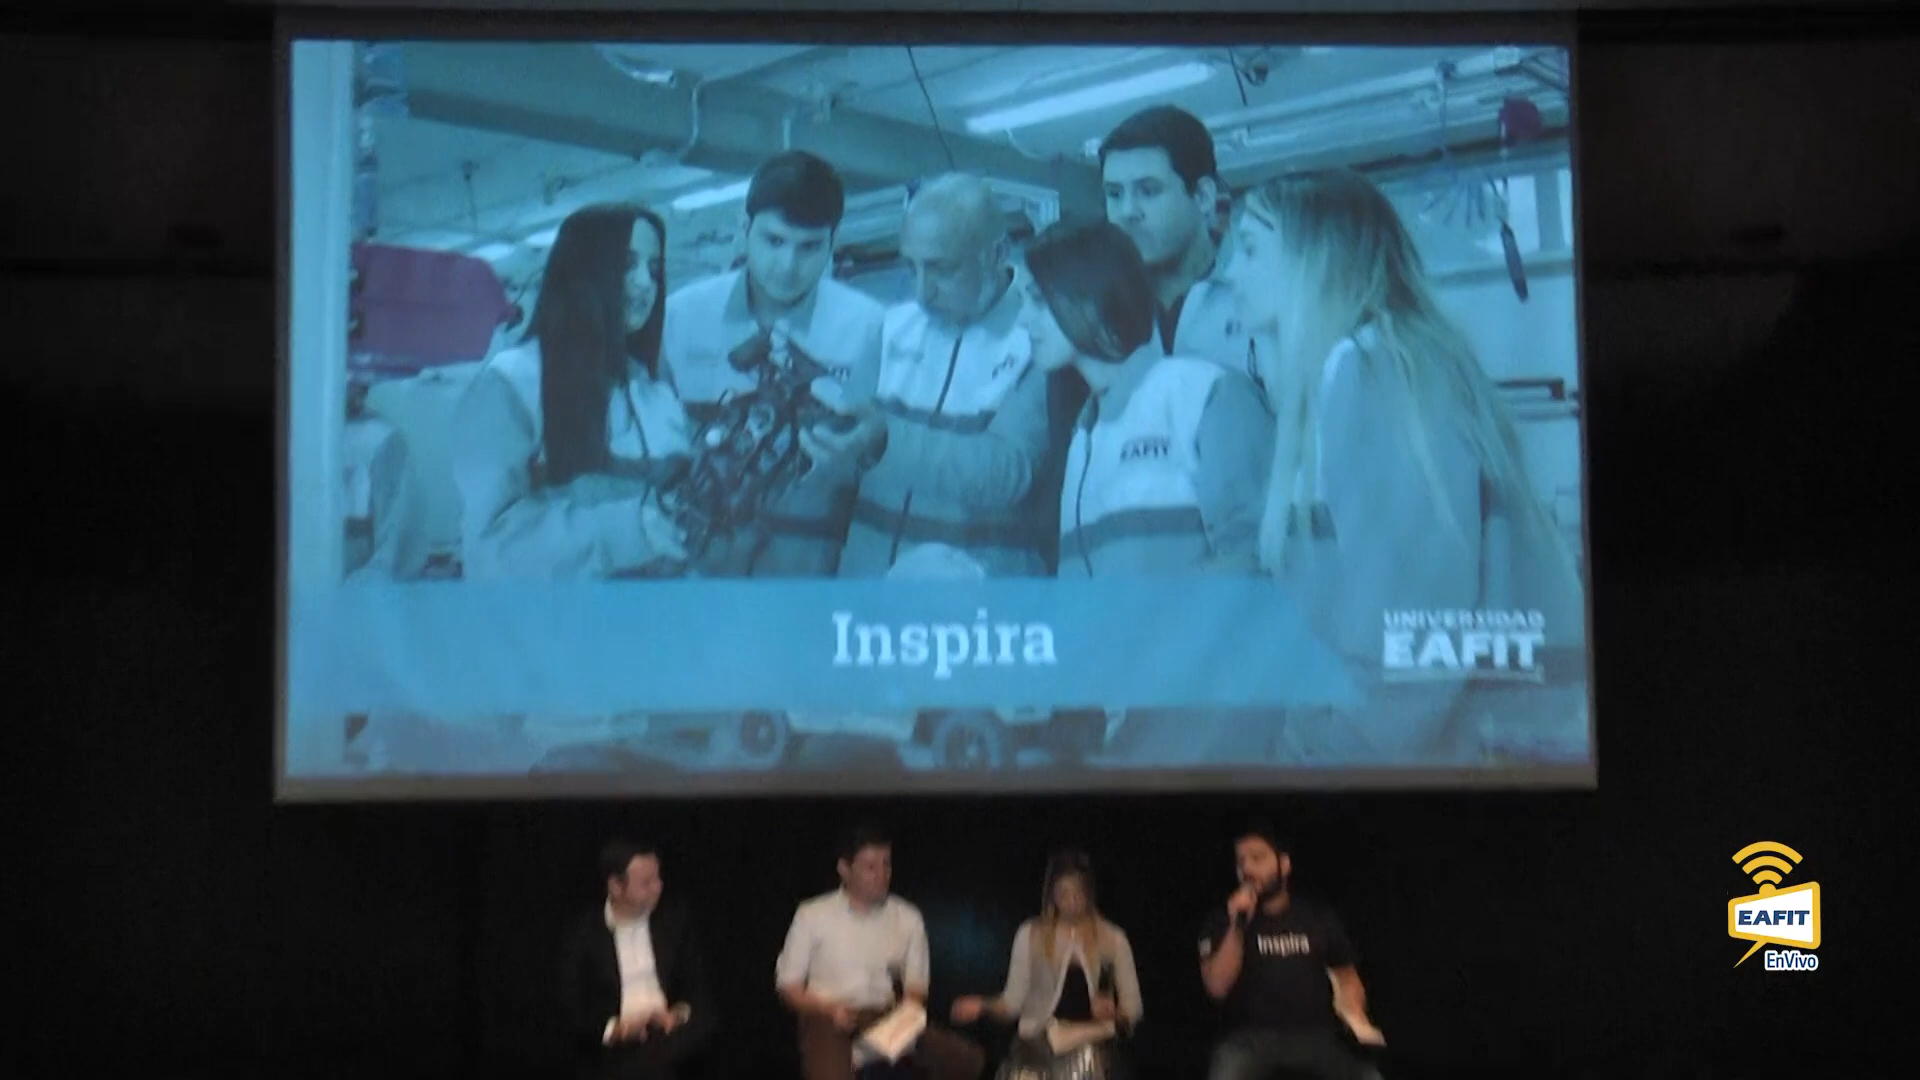 EAFIT
Inspira
UNIVERSIDAD
EAFIT
Inspira
EAFIT
EnVivo